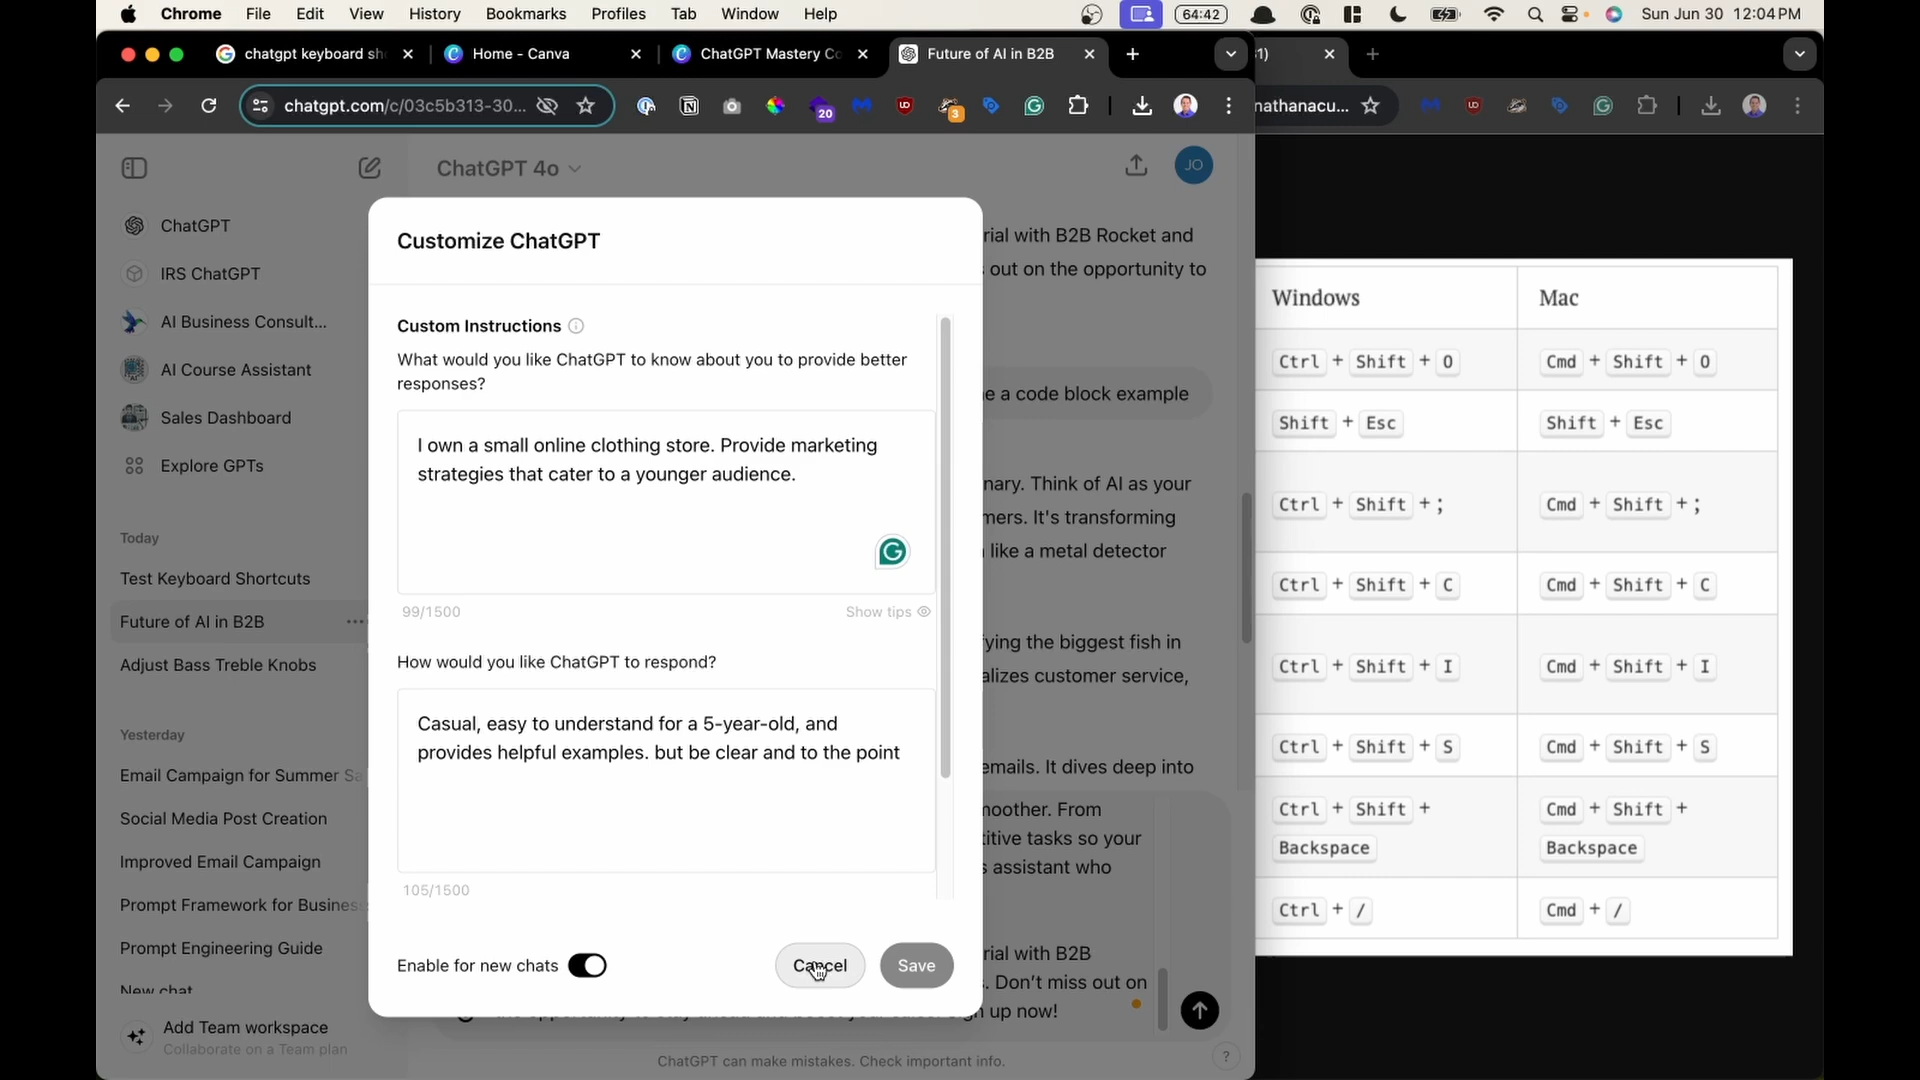 Chrome File Edit View History Bookmarks Profiles Tab Window Help 64:42 Sun Jun 30 12:04 PM
chatgpt keyboard sh Home - Canva ChatGPT Mastery Co Future of AI in B2B
chatgpt.com/c/03c5b313-30... 20 3 nathanacu...
ChatGPT 4o JO
ChatGPT
IRS ChatGPT
AI Business Consult...
AI Course Assistant
Sales Dashboard
Explore GPTs
Today
Test Keyboard Shortcuts
Future of AI in B2B
Adjust Bass Treble Knobs
Yesterday
Email Campaign for Summer Sa
Social Media Post Creation
Improved Email Campaign
Prompt Framework for Business
Prompt Engineering Guide
New chat
Add Team workspace
Collaborate on a Team plan
Customize ChatGPT
Custom Instructions
What would you like ChatGPT to know about you to provide better
responses?
I own a small online clothing store. Provide marketing
strategies that cater to a younger audience.
99/1500 Show tips
How would you like ChatGPT to respond?
Casual, easy to understand for a 5-year-old, and
provides helpful examples. but be clear and to the point
105/1500
Enable for new chats Cancel Save
with B2B Rocket and
out on the opportunity to
a code block example
Think of AI as your
It's transforming
like a metal detector
the biggest fish in
customer service,
emails. It dives deep into
From
tasks so your
assistant who
with B2B
Don't miss out on
up now!
ChatGPT can make mistakes. Check important info.
?
Windows Mac
Ctrl + Shift + O Cmd + Shift + O
Shift + Esc Shift + Esc
Ctrl + Shift + ; Cmd + Shift + ;
Ctrl + Shift + C Cmd + Shift + C
Ctrl + Shift + I Cmd + Shift + I
Ctrl + Shift + S Cmd + Shift + S
Ctrl + Shift + Cmd + Shift +
Backspace Backspace
Ctrl + / Cmd + /